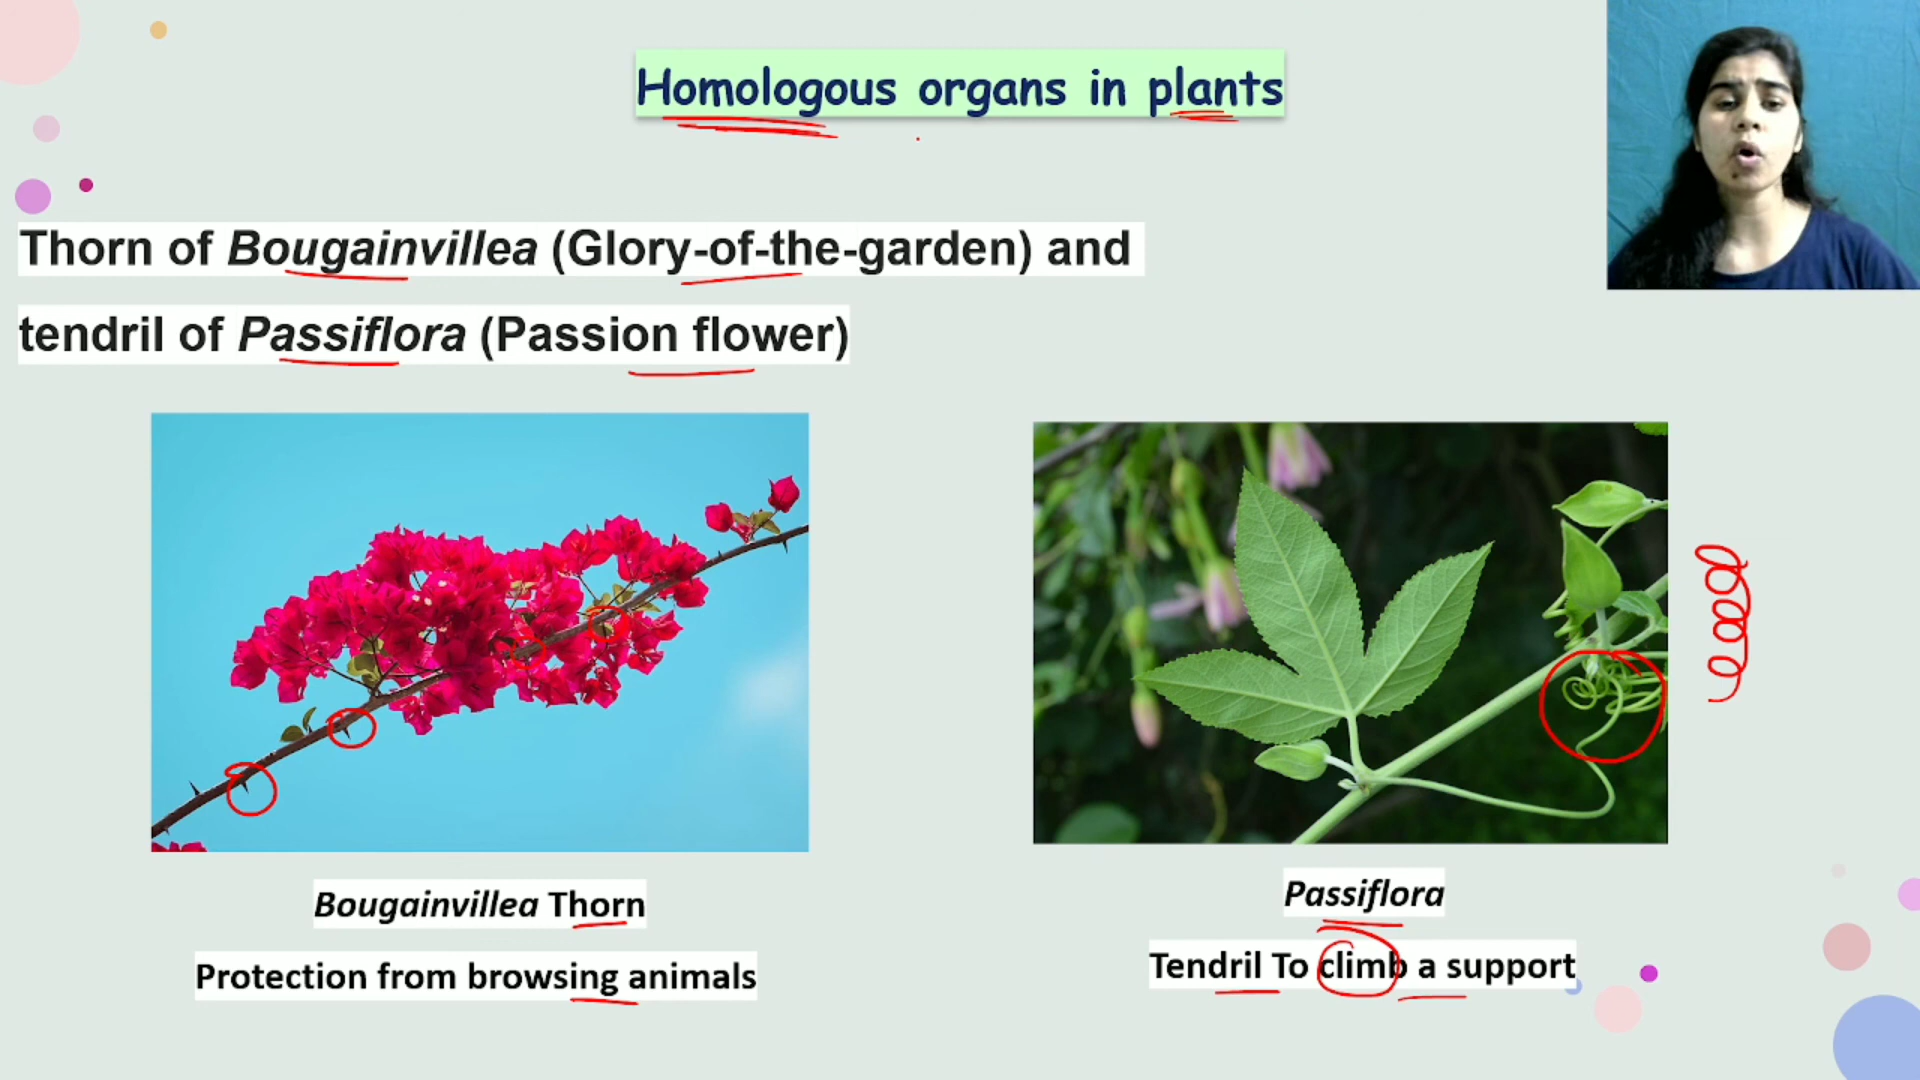 Homologous organs in plants
Thorn of Bougainvillea (Glory-of-the-garden) and
tendril of Passiflora (Passion flower)
Bougainvillea Thorn
Protection from browsing animals
Passiflora
Tendril To climb a support